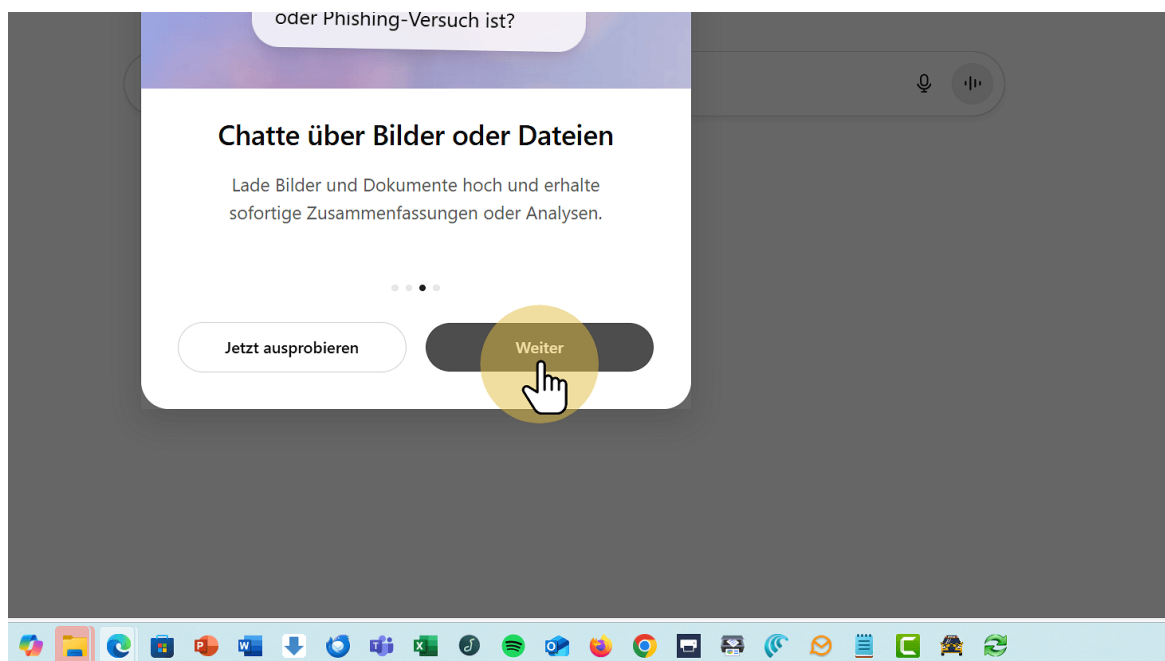 oder Phishing-Versuch ist?
Chatte über Bilder oder Dateien
Lade Bilder und Dokumente hoch und erhalte
sofortige Zusammenfassungen oder Analysen.
Jetzt ausprobieren
Weiter